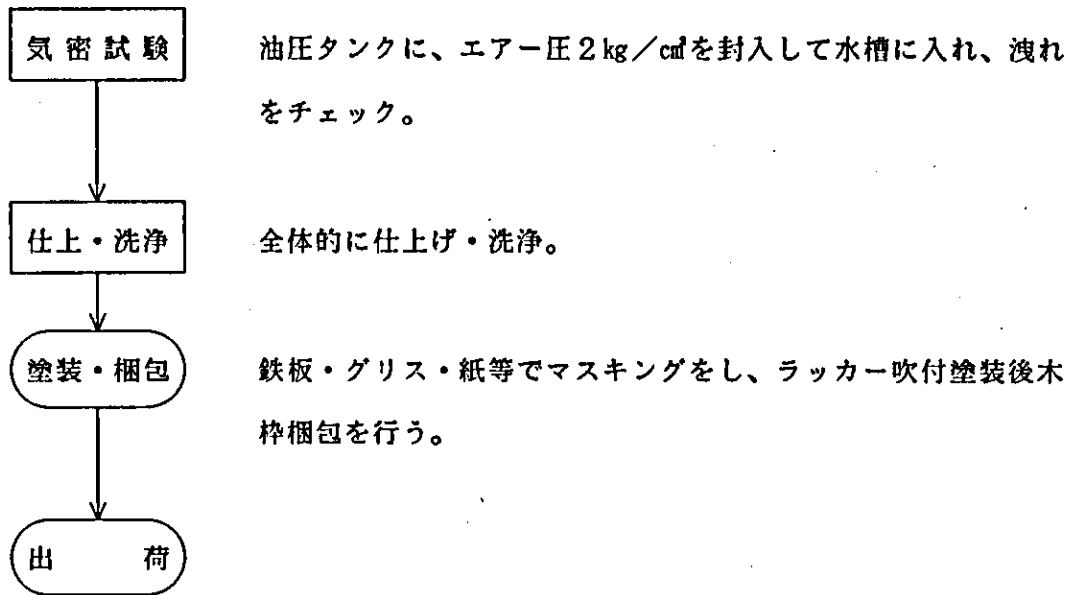 気密試験
油圧タンクに、エアー圧2㎏/㎠を封入して水槽に入れ、洩れ
をチェック。
仕上・洗浄
全体的に仕上げ・洗浄。
塗装・梱包
鉄板・グリス・紙等でマスキングをし、ラッカー吹付塗装後木
枠梱包を行う。
出荷